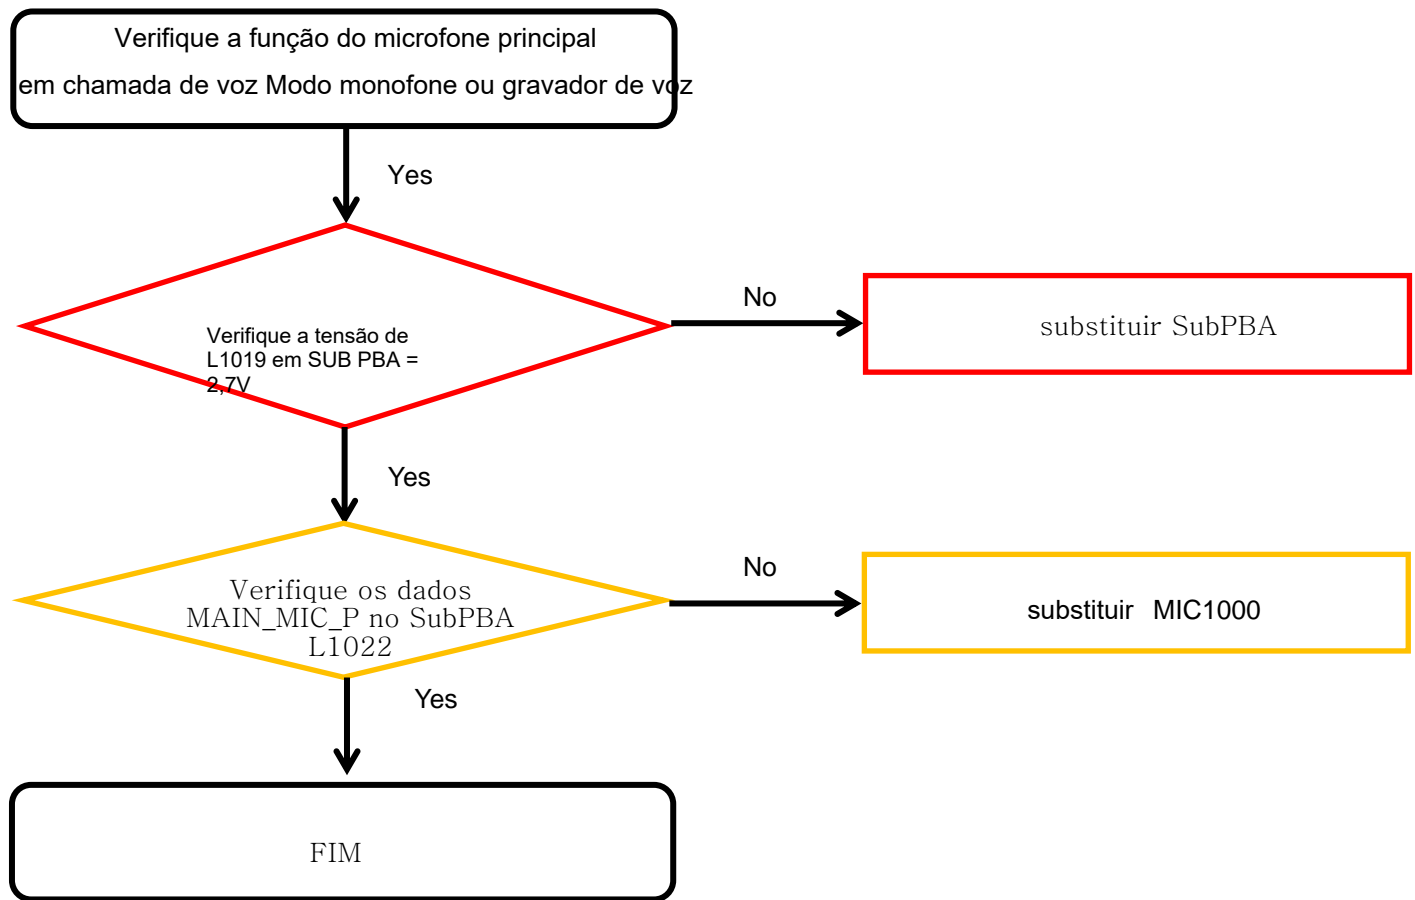 Verifique a função do microfone principal
em chamada de voz Modo monofone ou gravador de voz
Yes
Verifique a tensão de
L1019 em SUB PBA =
2,7V
No
substituir SubPBA
Yes
Verifique os dados
MAIN_MIC_P no SubPBA
L1022
No
substituir MIC1000
Yes
FIM